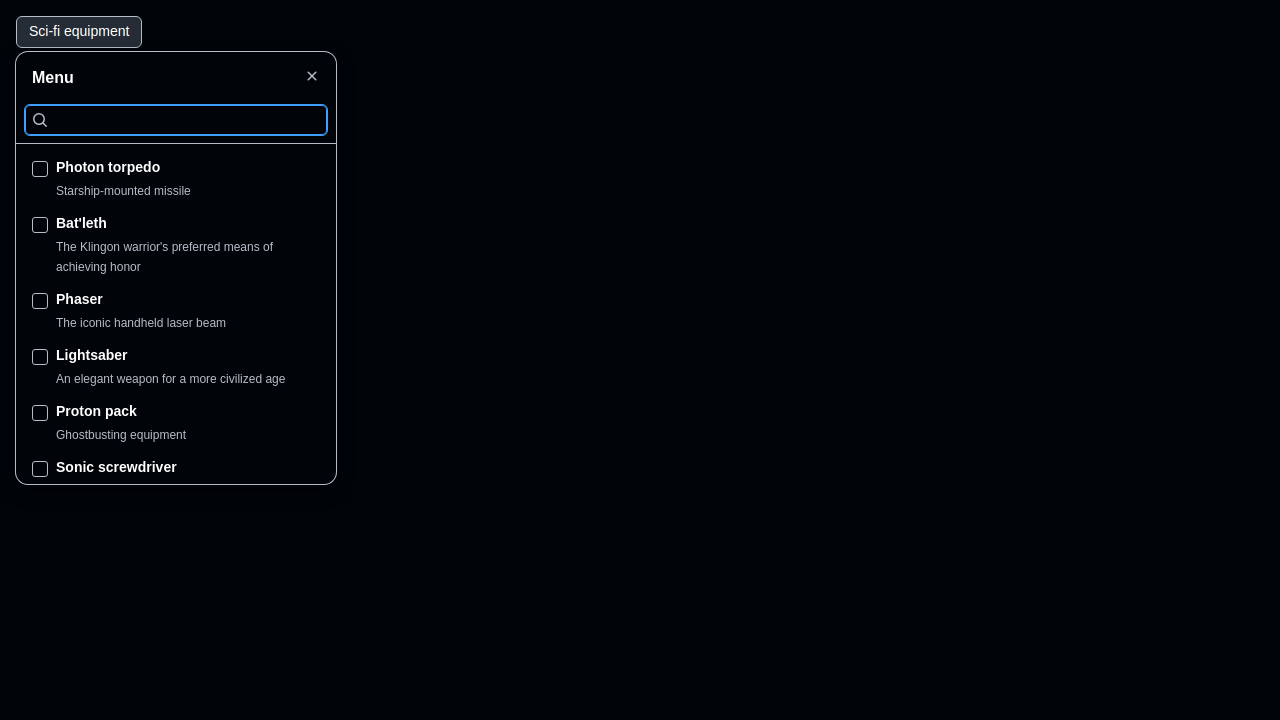 Sci-fi equipment
Menu
Photon torpedo
Starship-mounted missile
Bat'leth
The Klingon warrior's preferred means of
achieving honor
Phaser
The iconic handheld laser beam
Lightsaber
An elegant weapon for a more civilized age
Proton pack
Ghostbusting equipment
Sonic screwdriver